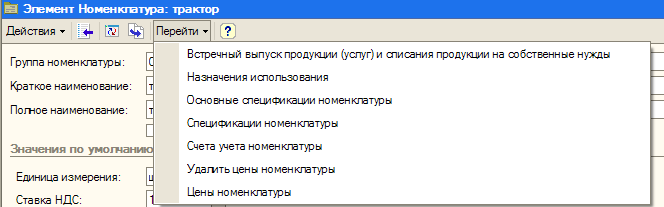 Элемент Номенклатура: трактор
Действия Перейти ?
Группа номенклатуры:
Встречный выпуск продукции (услуг) и списания продукции на собственные нужды
Назначения использования
Краткое наименование: т
Основные спецификации номенклатуры
Полное наименование: т
Спецификации номенклатуры
Значения по умолчанию
Счета учета номенклатуры
Единица измерения: ш
Удалить цены номенклатуры
Ставка НДС: 1
Цены номенклатуры